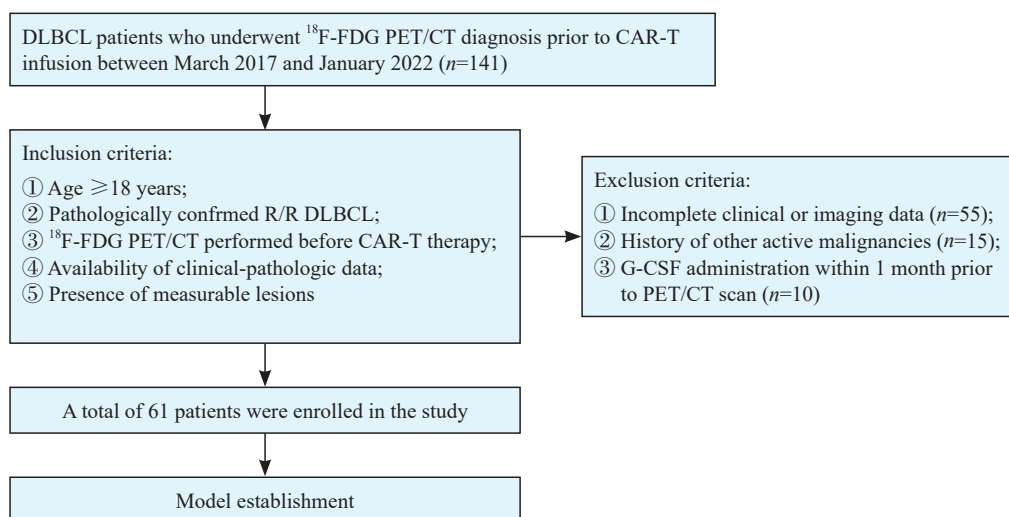 DLBCL patients who underwent ¹⁸F-FDG PET/CT diagnosis prior to CAR-T
infusion between March 2017 and January 2022 (n=141)
Inclusion criteria:
① Age ⩾18 years;
② Pathologically confrmed R/R DLBCL;
③ ¹⁸F-FDG PET/CT performed before CAR-T therapy;
④ Availability of clinical-pathologic data;
⑤ Presence of measurable lesions
Exclusion criteria:
① Incomplete clinical or imaging data (n=55);
② History of other active malignancies (n=15);
③ G-CSF administration within 1 month prior
to PET/CT scan (n=10)
A total of 61 patients were enrolled in the study
Model establishment